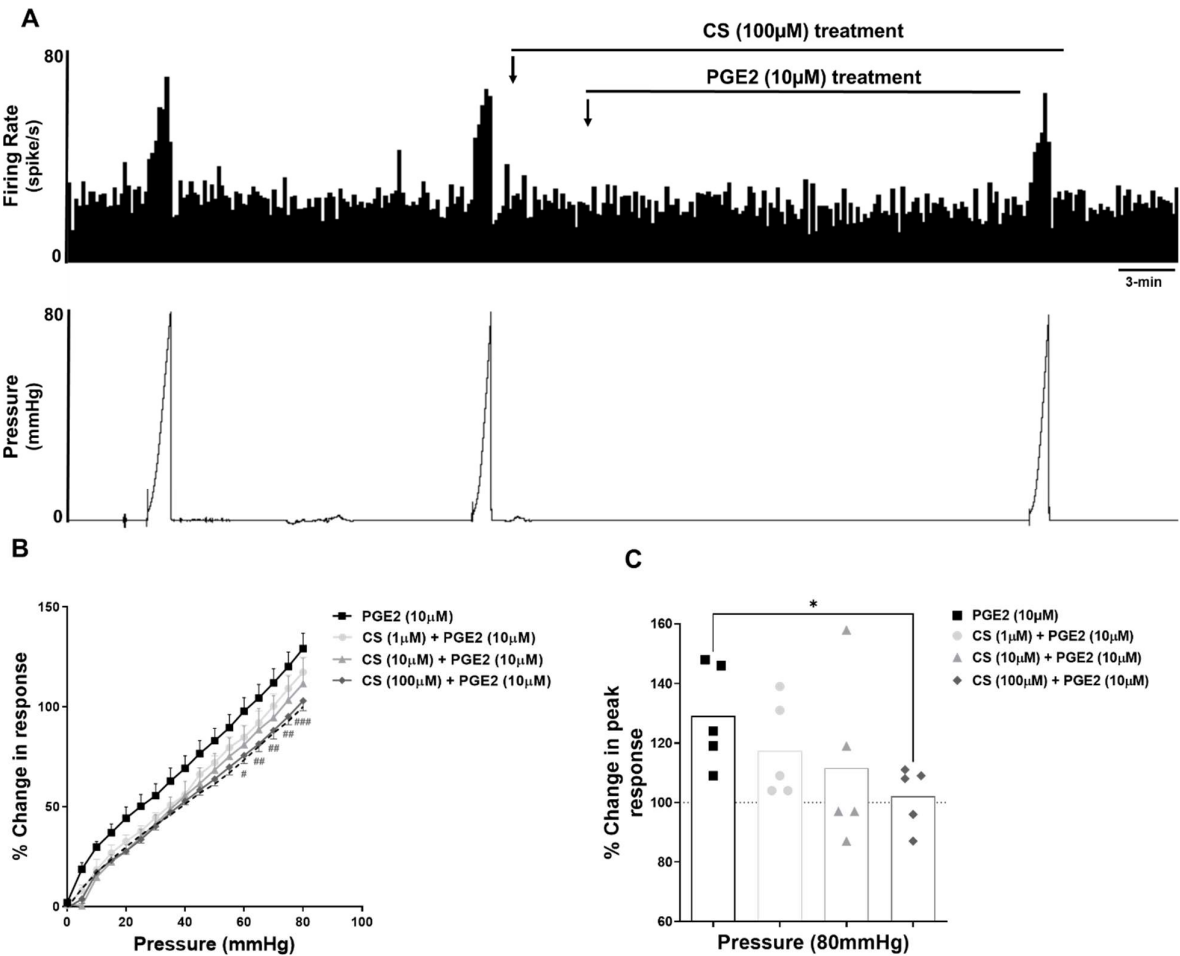 A
CS (100µM) treatment
PGE2 (10µM) treatment
80
0
Firing Rate
(spike/s)
3-min
80
0
Pressure
(mmHg)
B
150
100
50
0
0 20 40 60 80 100
% Change in response
Pressure (mmHg)
PGE2 (10µM)
CS (1µM) + PGE2 (10µM)
CS (10µM) + PGE2 (10µM)
CS (100µM) + PGE2 (10µM)
#
##
##
##
###
C
*
160
140
120
100
80
60
% Change in peak
response
Pressure (80mmHg)
PGE2 (10µM)
CS (1µM) + PGE2 (10µM)
CS (10µM) + PGE2 (10µM)
CS (100µM) + PGE2 (10µM)